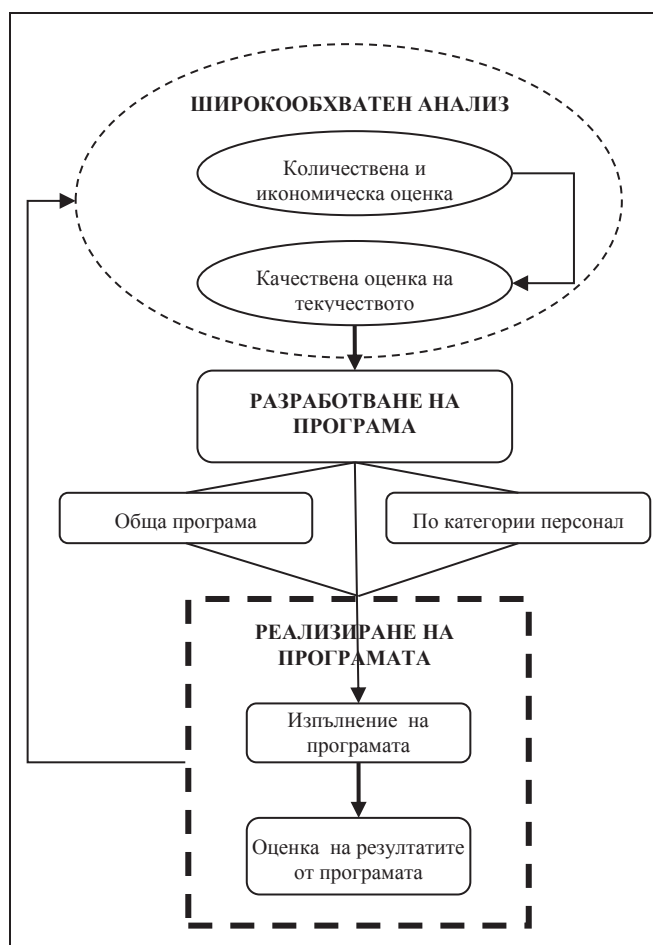 ШИРОКООБХВАТЕН АНАЛИЗ
Количествена и
икономическа оценка
Качествена оценка на
текучеството
РАЗРАБОТВАНЕ НА
ПРОГРАМА
Обща програма
По категории персонал
РЕАЛИЗИРАНЕ НА
ПРОГРАМАТА
Изпълнение на
програмата
Оценка на резултатите
от програмата